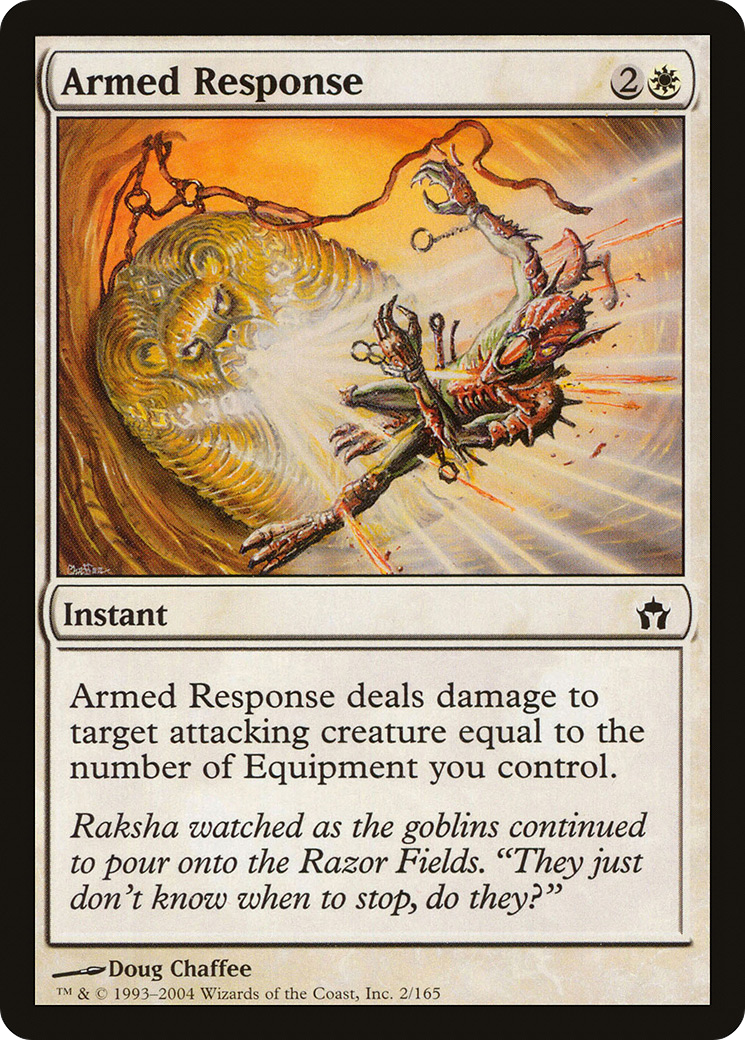 Armed Response 2
Instant
Armed Response deals damage to
target attacking creature equal to the
number of Equipment you control.
Raksha watched as the goblins continued
to pour onto the Razor Fields. “They just
don’t know when to stop, do they?”
Doug Chaffee
™ & © 1993–2004 Wizards of the Coast, Inc. 2/165